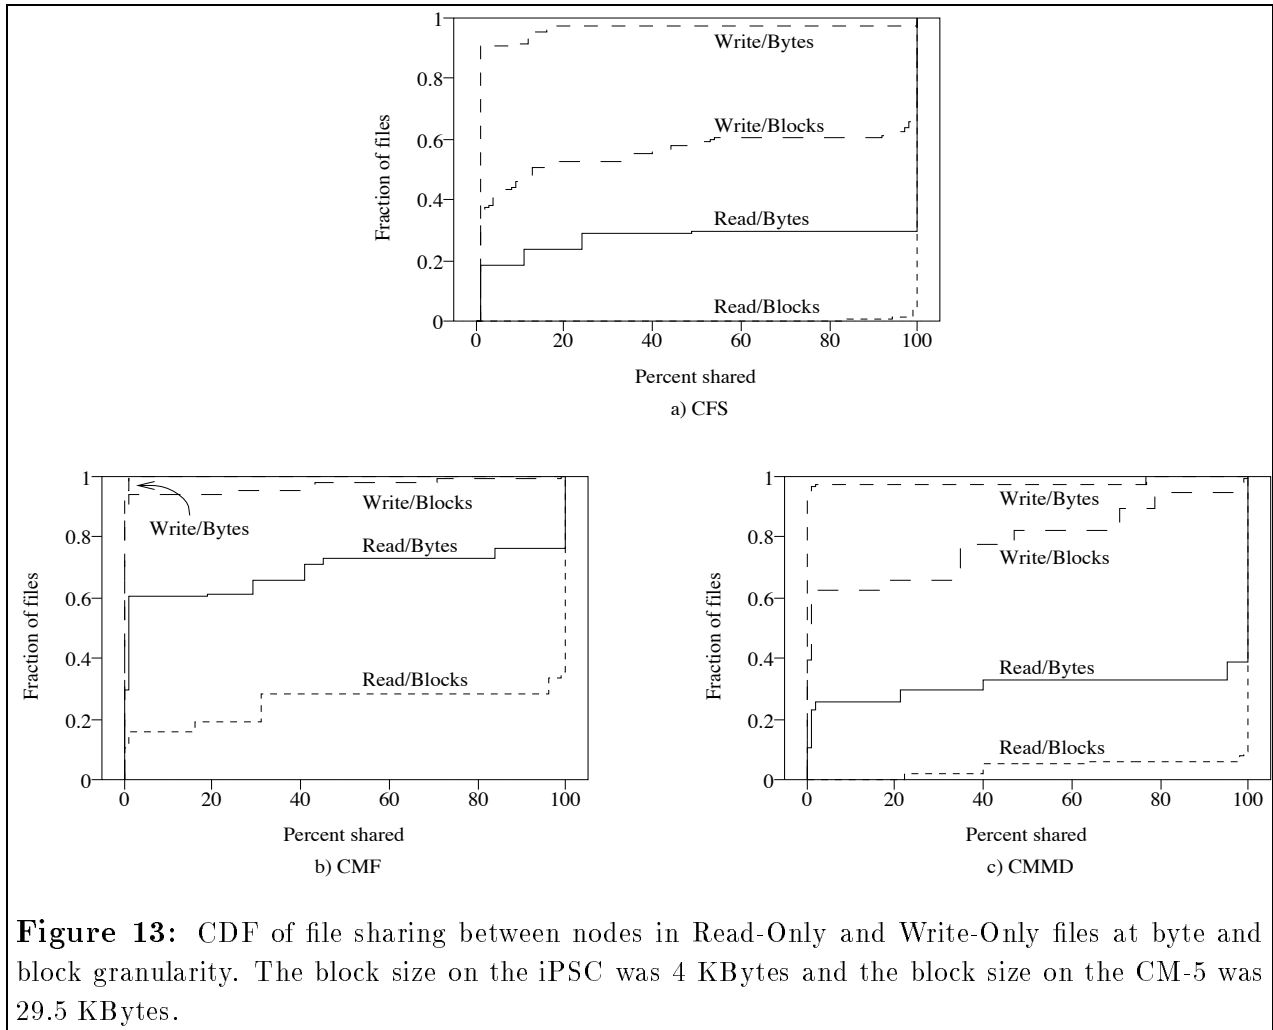 1
0.8
0.6
0.4
0.2
0
Fraction of files
Write/Bytes
Write/Blocks
Read/Bytes
Read/Blocks
0 20 40 60 80 100
Percent shared
a) CFS
1
0.8
0.6
0.4
0.2
0
Fraction of files
Write/Blocks
Write/Bytes
Read/Bytes
Read/Blocks
0 20 40 60 80 100
Percent shared
b) CMF
1
0.8
0.6
0.4
0.2
0
Fraction of files
Write/Bytes
Write/Blocks
Read/Bytes
Read/Blocks
0 20 40 60 80 100
Percent shared
c) CMMD
Figure 13: CDF of file sharing between nodes in Read-Only and Write-Only files at byte and
block granularity. The block size on the iPSC was 4 KBytes and the block size on the CM-5 was
29.5 KBytes.